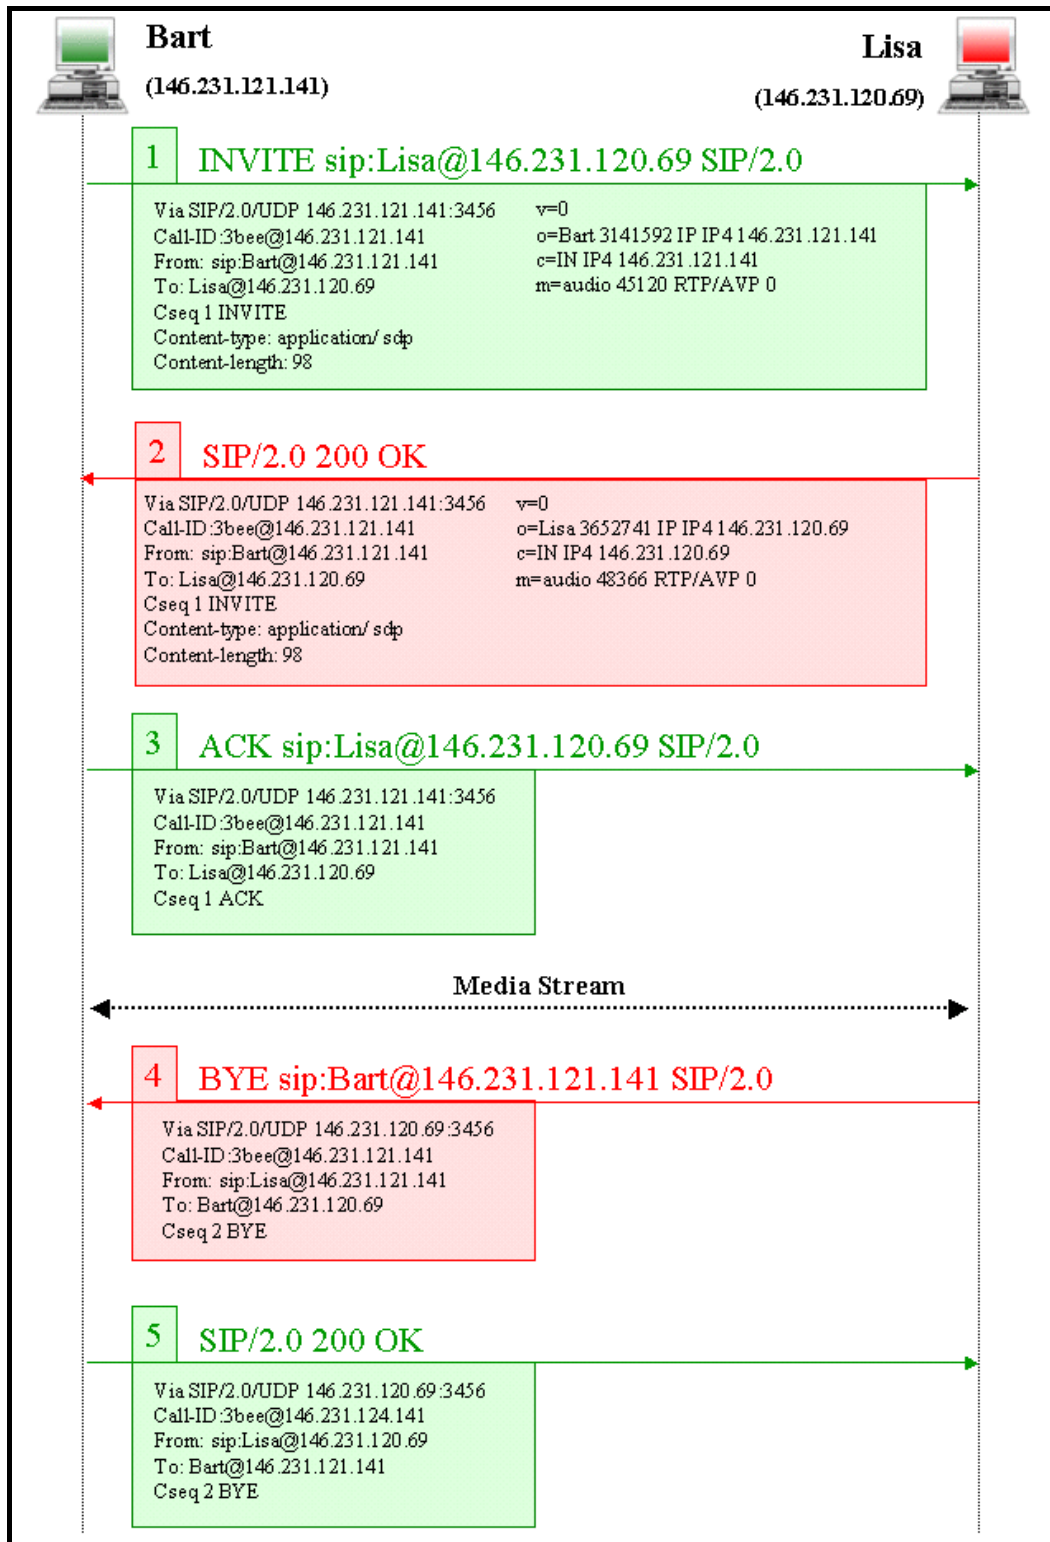 Bart
(146.231.121.141)
Lisa
(146.231.120.69)
1 INVITE sip:Lisa@146.231.120.69 SIP/2.0
Via SIP/2.0/UDP 146.231.121.141:3456
Call-ID:3bee@146.231.121.141
From: sip:Bart@146.231.121.141
To: Lisa@146.231.120.69
Cseq 1 INVITE
Content-type: application/ sdp
Content-length: 98
v=0
o=Bart 3141592 IP IP4 146.231.121.141
c=IN IP4 146.231.121.141
m=audio 45120 RTP/AVP 0
2 SIP/2.0 200 OK
Via SIP/2.0/UDP 146.231.121.141:3456
Call-ID:3bee@146.231.121.141
From: sip:Bart@146.231.121.141
To: Lisa@146.231.120.69
Cseq 1 INVITE
Content-type: application/ sdp
Content-length: 98
v=0
o=Lisa 3652741 IP IP4 146.231.120.69
c=IN IP4 146.231.120.69
m=audio 48366 RTP/AVP 0
3 ACK sip:Lisa@146.231.120.69 SIP/2.0
Via SIP/2.0/UDP 146.231.121.141:3456
Call-ID:3bee@146.231.121.141
From: sip:Bart@146.231.121.141
To: Lisa@146.231.120.69
Cseq 1 ACK
Media Stream
4 BYE sip:Bart@146.231.121.141 SIP/2.0
Via SIP/2.0/UDP 146.231.120.69:3456
Call-ID:3bee@146.231.121.141
From: sip:Lisa@146.231.121.141
To: Bart@146.231.120.69
Cseq 2 BYE
5 SIP/2.0 200 OK
Via SIP/2.0/UDP 146.231.120.69:3456
Call-ID:3bee@146.231.124.141
From: sip:Lisa@146.231.120.69
To: Bart@146.231.121.141
Cseq 2 BYE